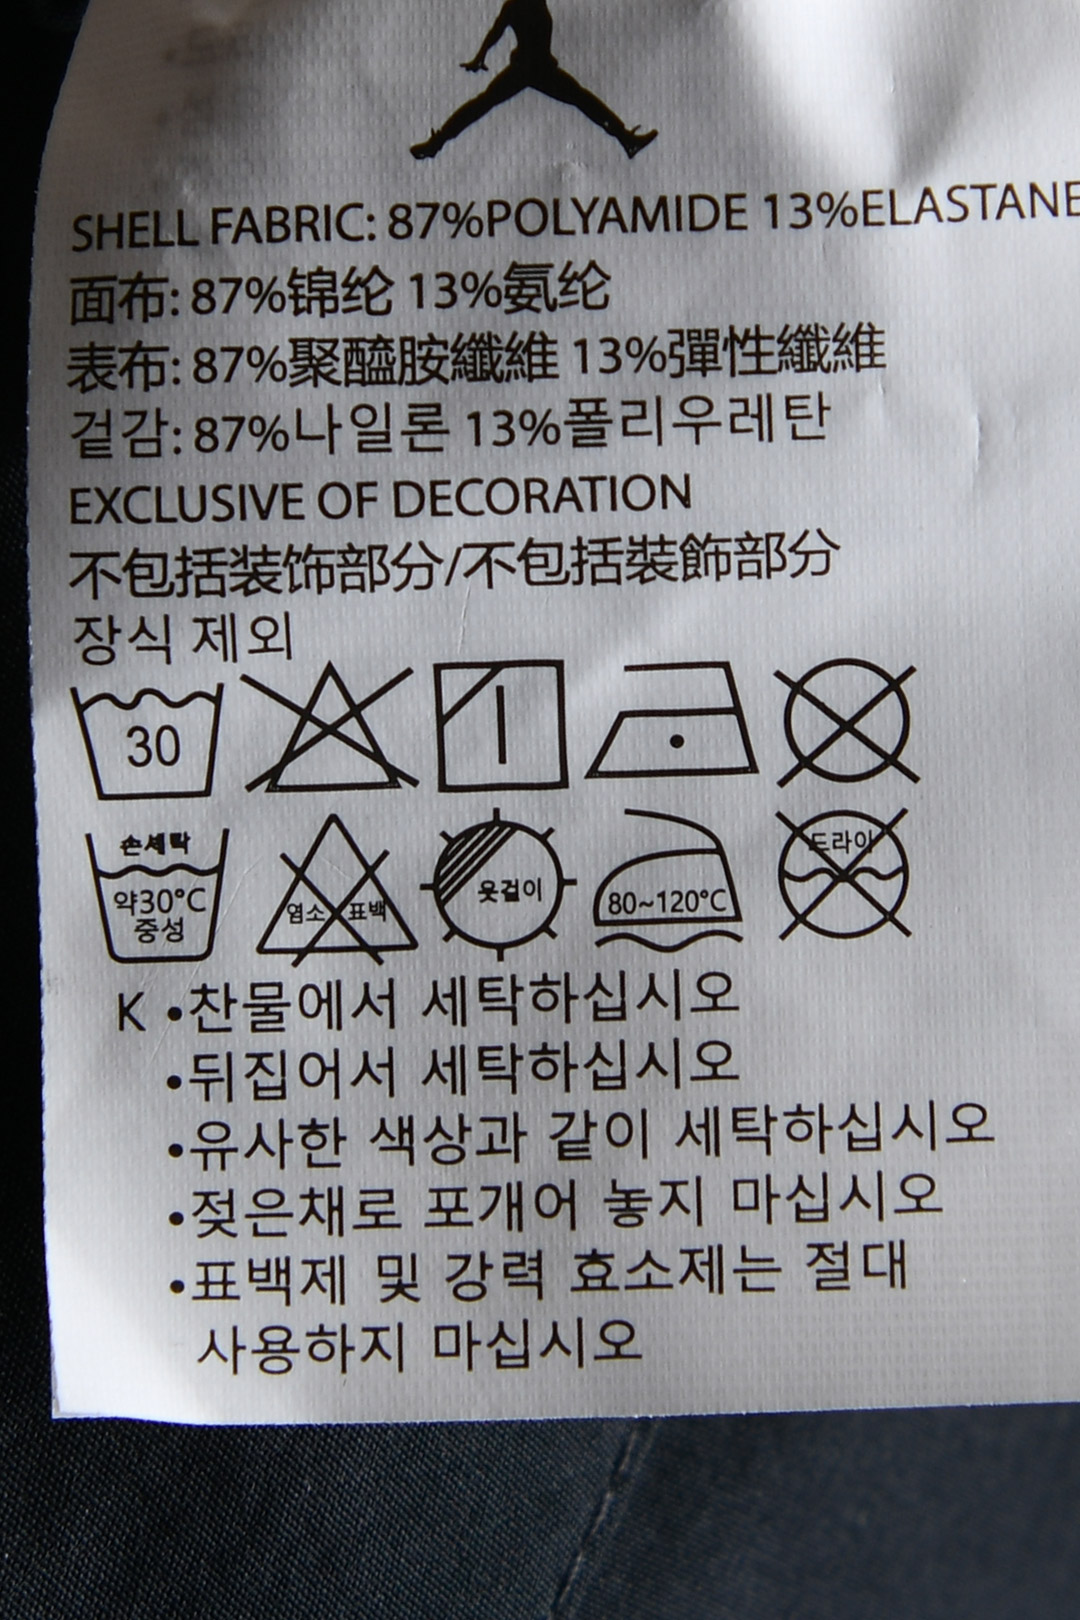 SHELL FABRIC: 87%POLYAMIDE 13%ELASTANE
面布: 87%锦纶 13%氨纶
表布: 87%聚醯胺纖維 13%彈性纖維
겉감: 87%나일론 13%폴리우레탄
EXCLUSIVE OF DECORATION
不包括装饰部分/不包括裝飾部分
장식 제외
30
손세탁
약30°C
중성
염소 표백
옷걸이
80~120°C
드라이
K •찬물에서 세탁하십시오
•뒤집어서 세탁하십시오
•유사한 색상과 같이 세탁하십시오
•젖은채로 포개어 놓지 마십시오
•표백제 및 강력 효소제는 절대
사용하지 마십시오